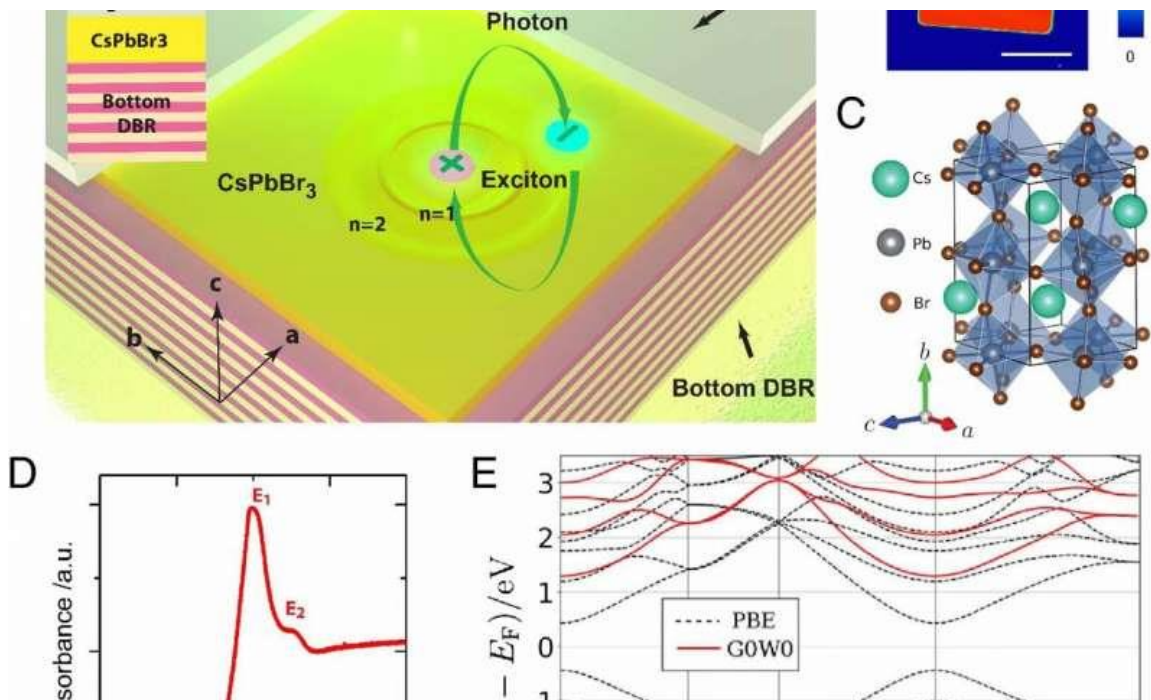 Photon
CsPbBr3
Bottom
DBR
CsPbBr3
Exciton
n=1
n=2
c
b
a
Bottom DBR
0
C
Cs
Pb
Br
b
c
a
D
E1
E2
sorbance /a.u.
E
− EF)/eV
3
2
1
0
PBE
G0W0